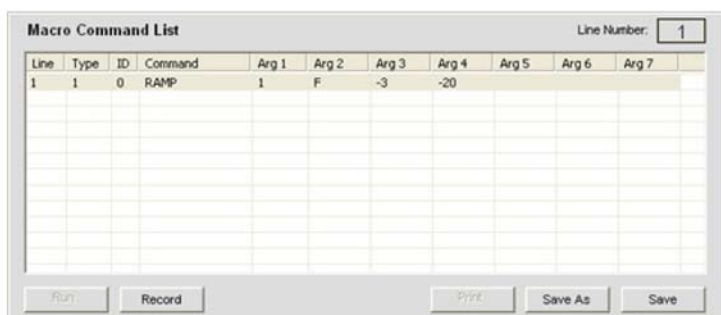 Macro Command List Line Number: 1
Line Type ID Command Arg 1 Arg 2 Arg 3 Arg 4 Arg 5 Arg 6 Arg 7
1 1 0 RAMP 1 F -3 -20
Run Record Print Save As Save